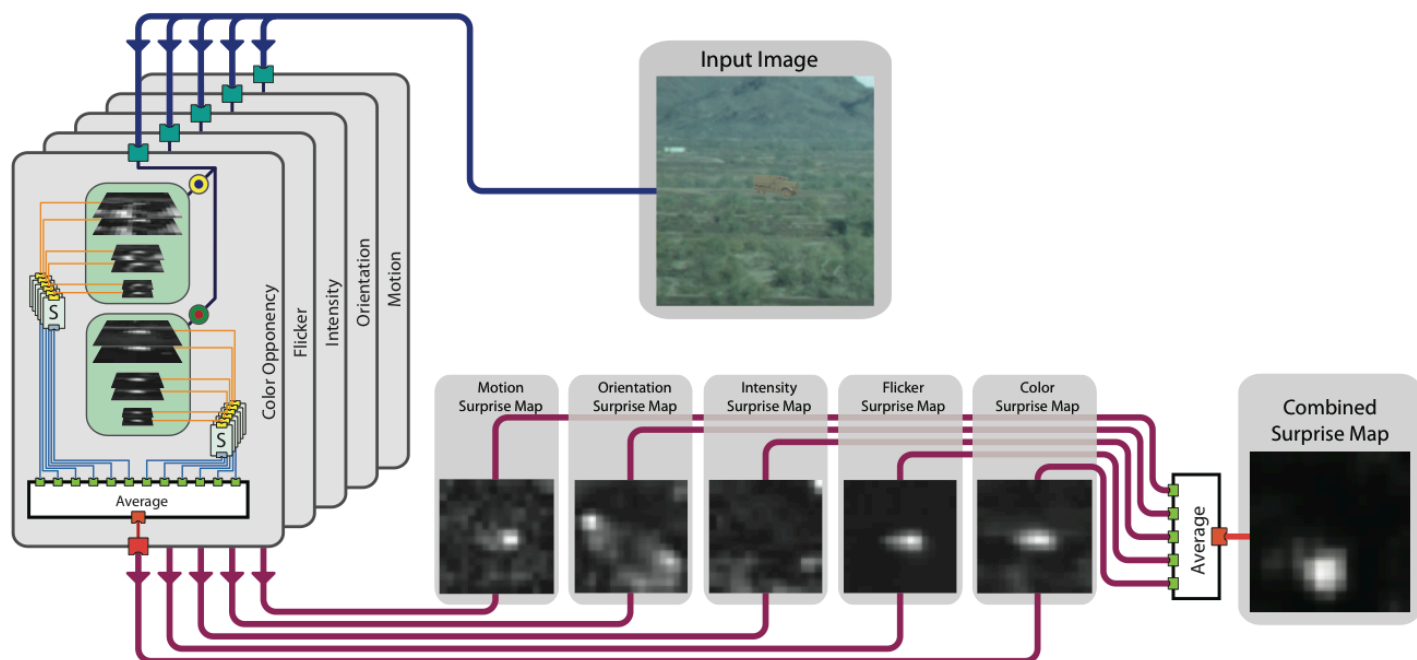 Input Image
S
S
Average
Color Opponency
Flicker
Intensity
Orientation
Motion
Motion
Surprise Map
Orientation
Surprise Map
Intensity
Surprise Map
Flicker
Surprise Map
Color
Surprise Map
Average
Combined
Surprise Map